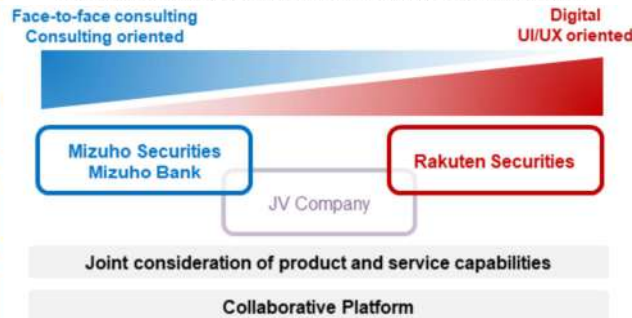 Face-to-face consulting
Consulting oriented
Digital
UI/UX oriented
Mizuho Securities
Mizuho Bank
Rakuten Securities
JV Company
Joint consideration of product and service capabilities
Collaborative Platform